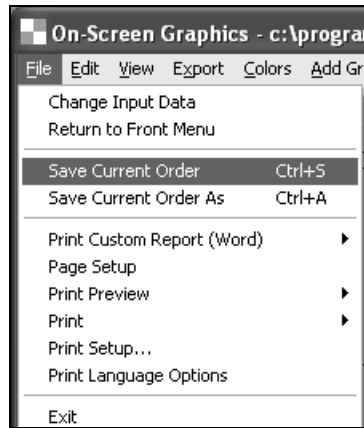 On-Screen Graphics - c:\progra
File Edit View Export Colors Add Gr
Change Input Data
Return to Front Menu
Save Current Order Ctrl+S
Save Current Order As Ctrl+A
Print Custom Report (Word)
Page Setup
Print Preview
Print
Print Setup...
Print Language Options
Exit